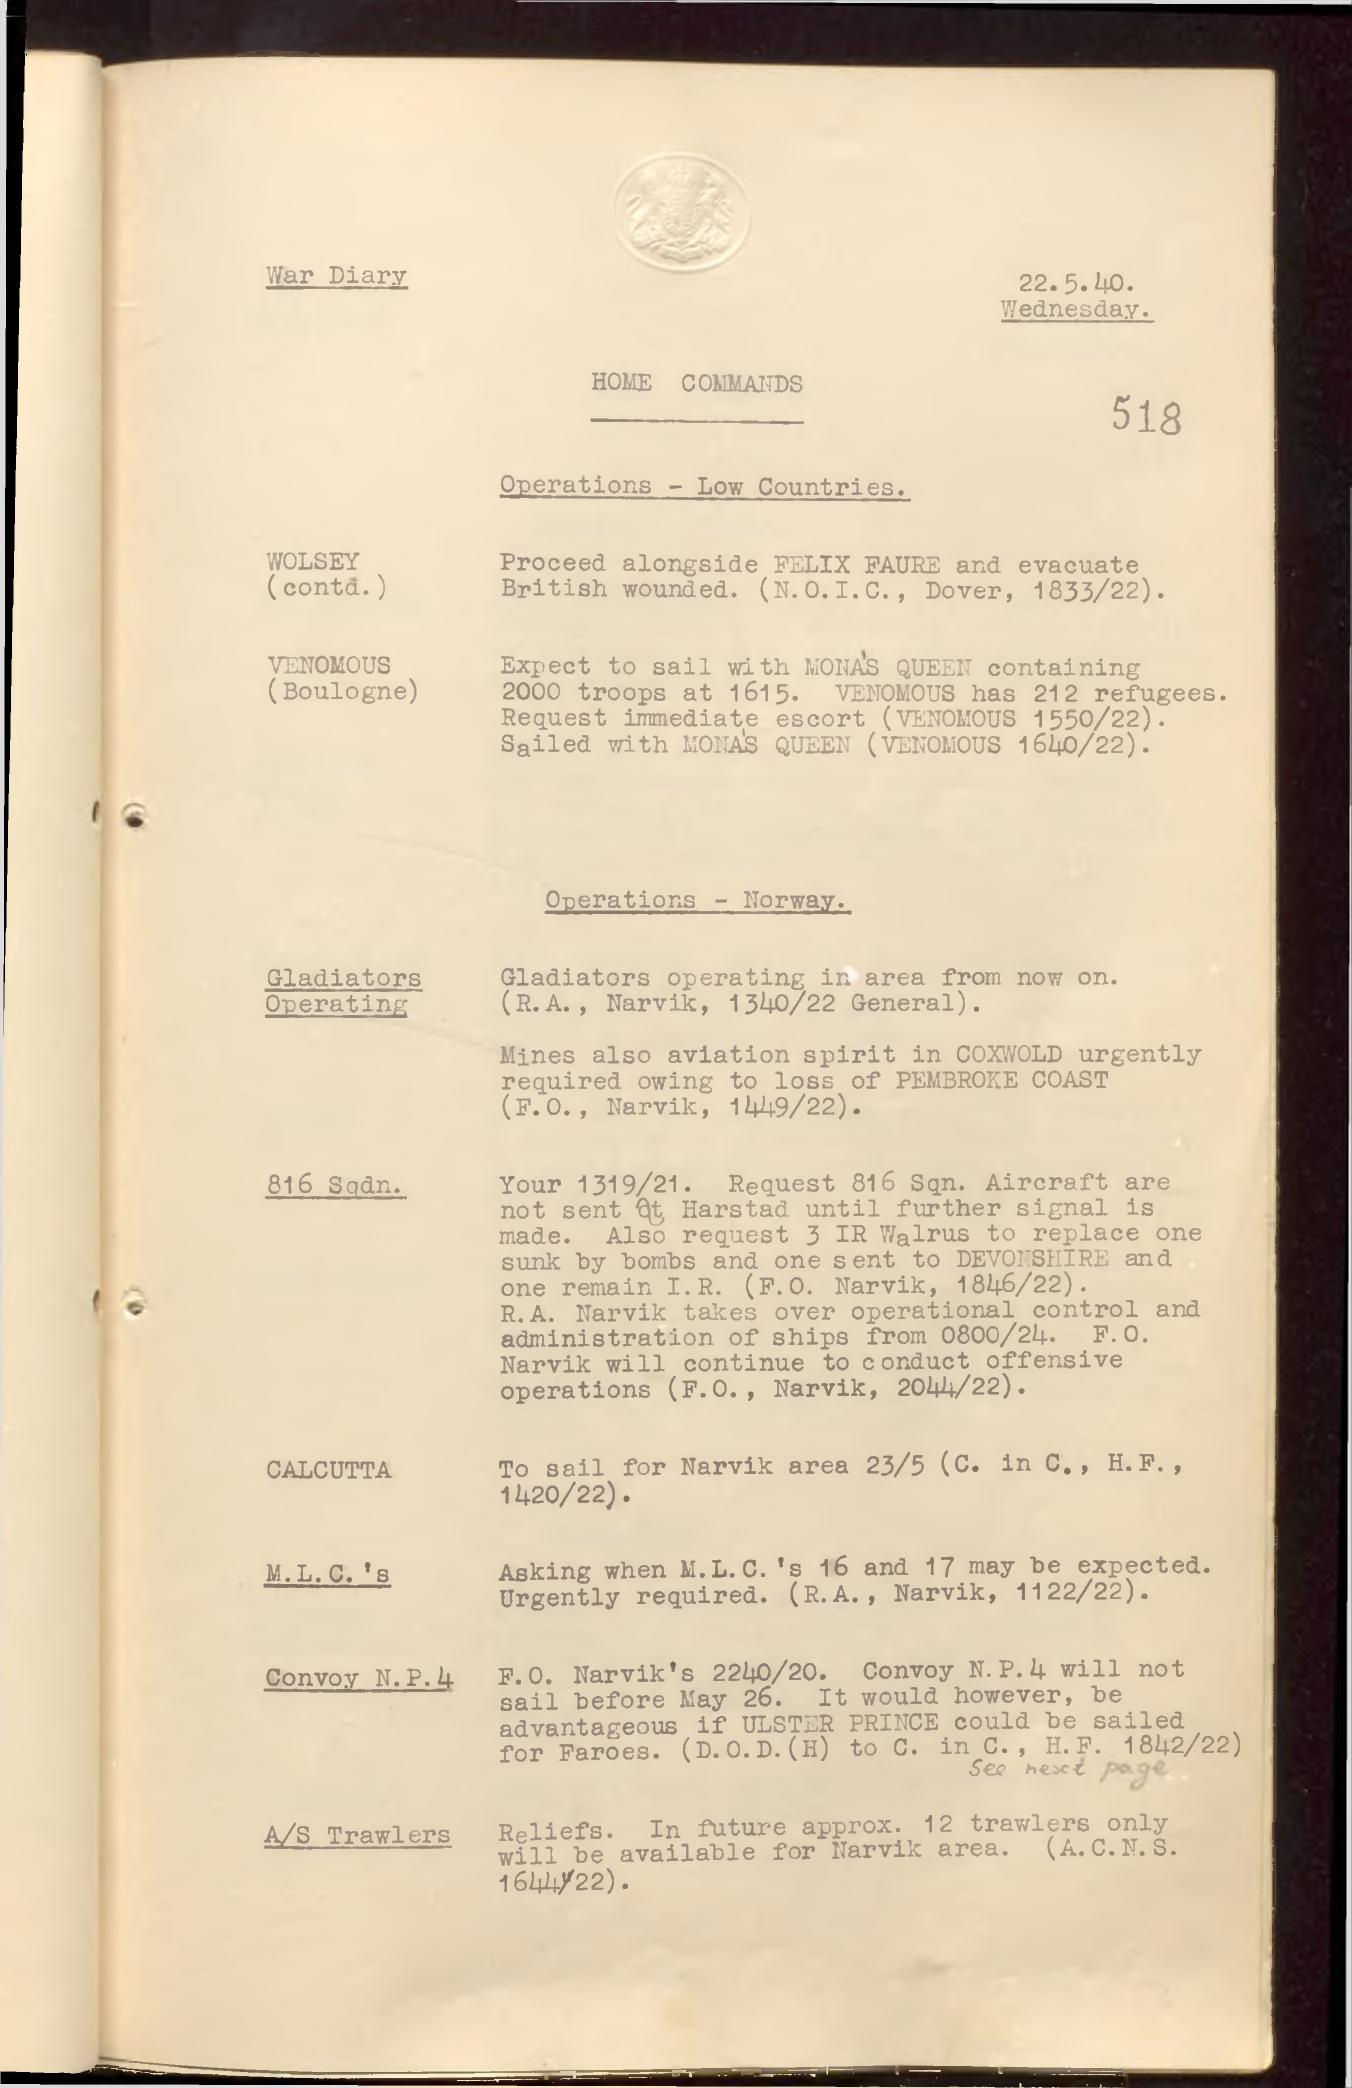 War Diary
22.5.40.
Wednesday.
HOME COMMANDS
518
Operations - Low Countries.
WOLSEY
(contd.)
Proceed alongside FELIX FAURE and evacuate
British wounded. (N.O.I.C., Dover, 1833/22).
VENOMOUS
(Boulogne)
Expect to sail with MONA'S QUEEN containing
2000 troops at 1615. VENOMOUS has 212 refugees.
Request immediate escort (VENOMOUS 1550/22).
Sailed with MONA'S QUEEN (VENOMOUS 1640/22).
Operations - Norway.
Gladiators
Operating
Gladiators operating in area from now on.
(R.A., Narvik, 1340/22 General).
Mines also aviation spirit in COXWOLD urgently
required owing to loss of PEMBROKE COAST
(F.O., Narvik, 1449/22).
816 Sqdn.
Your 1319/21. Request 816 Sqn. Aircraft are
not sent at Harstad until further signal is
made. Also request 3 IR Walrus to replace one
sunk by bombs and one sent to DEVONSHIRE and
one remain I.R. (F.O. Narvik, 1846/22).
R.A. Narvik takes over operational control and
administration of ships from 0800/24. F.O.
Narvik will continue to conduct offensive
operations (F.O., Narvik, 2044/22).
CALCUTTA
To sail for Narvik area 23/5 (C. in C., H.F.,
1420/22).
M.L.C.'s
Asking when M.L.C.'s 16 and 17 may be expected.
Urgently required. (R.A., Narvik, 1122/22).
Convoy N.P.4
F.O. Narvik's 2240/20. Convoy N.P.4 will not
sail before May 26. It would however, be
advantageous if ULSTER PRINCE could be sailed
for Faroes. (D.O.D.(H) to C. in C., H.F. 1842/22)
See next page
A/S Trawlers
Reliefs. In future approx. 12 trawlers only
will be available for Narvik area. (A.C.N.S.
1644/22).